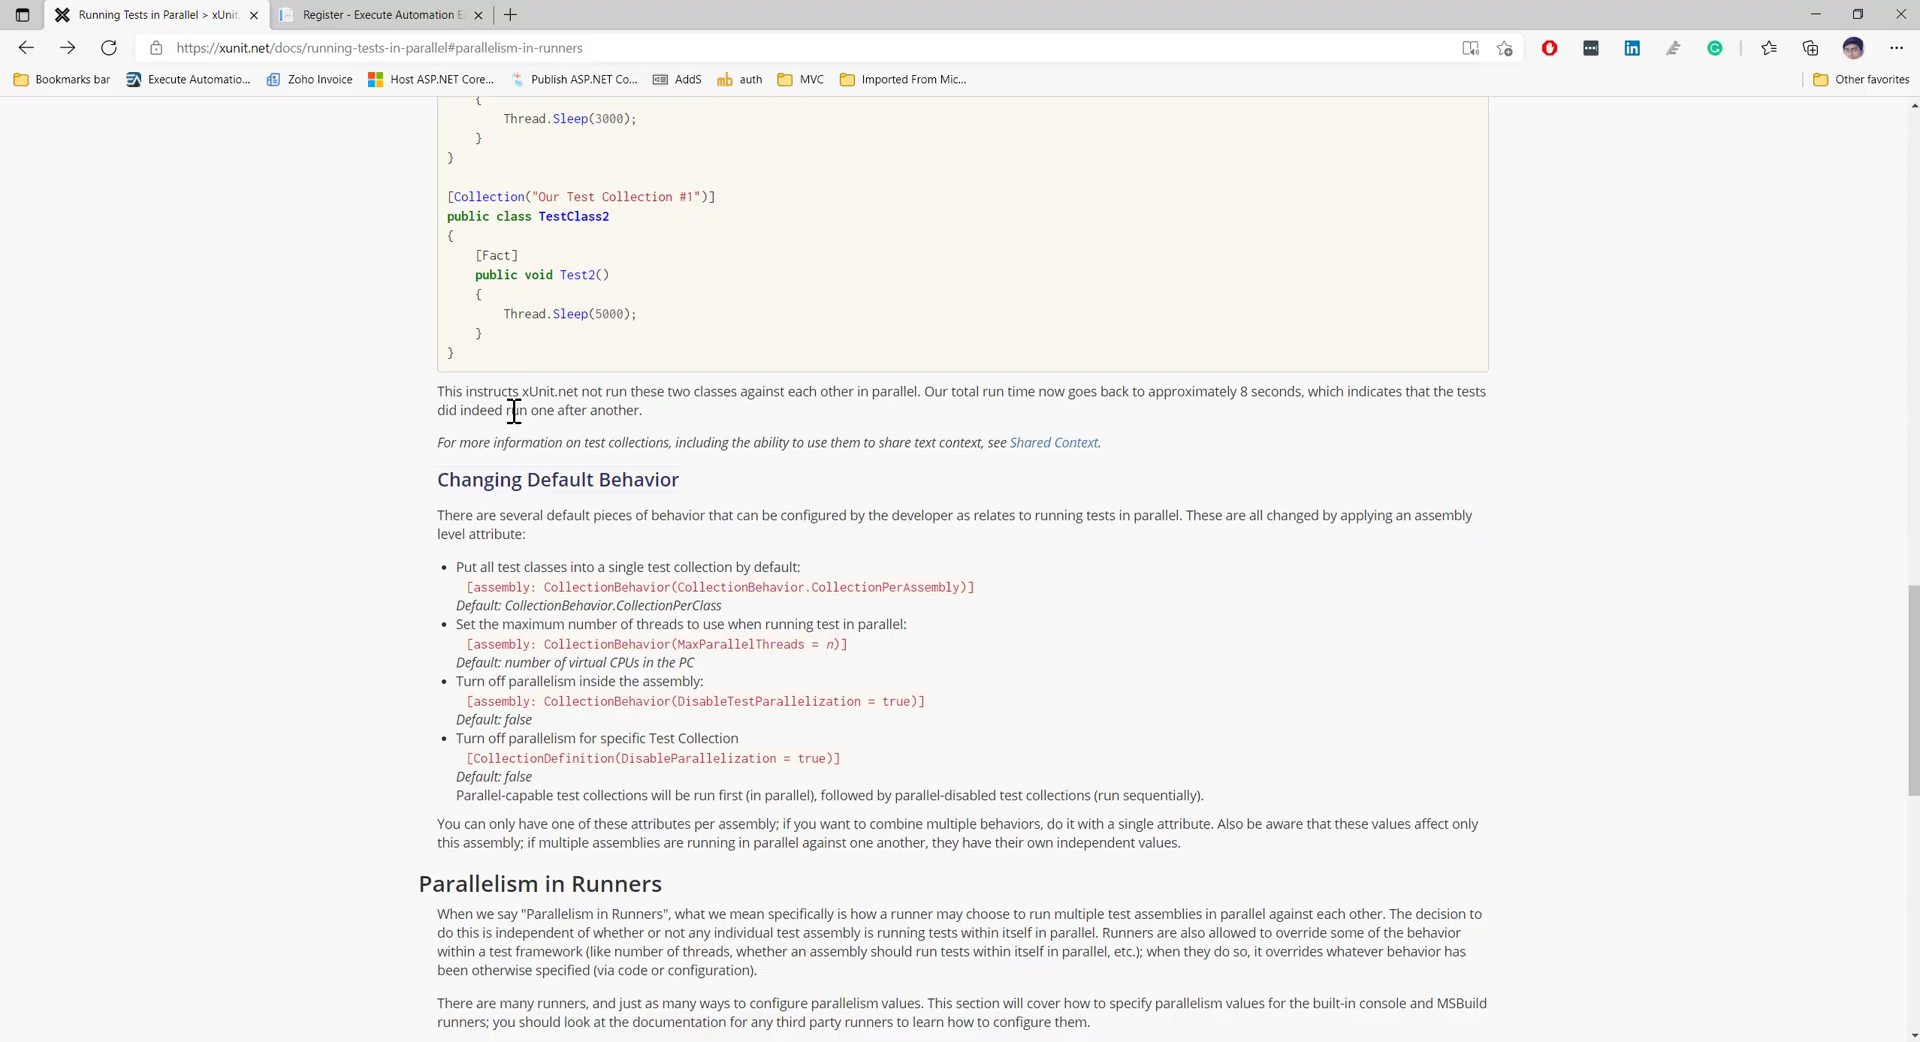 Running Tests in Parallel > xUnit.
Register - Execute Automation E
https://xunit.net/docs/running-tests-in-parallel#parallelism-in-runners
Bookmarks bar
Execute Automatio...
Zoho Invoice
Host ASP.NET Core...
Publish ASP.NET Co...
AddS
auth
MVC
Imported From Mic...
Other favorites
{
Thread.Sleep(3000);
}
}
[Collection("Our Test Collection #1")]
public class TestClass2
{
[Fact]
public void Test2()
{
Thread.Sleep(5000);
}
}
This instructs xUnit.net not run these two classes against each other in parallel. Our total run time now goes back to approximately 8 seconds, which indicates that the tests
did indeed run one after another.
For more information on test collections, including the ability to use them to share text context, see Shared Context.
Changing Default Behavior
There are several default pieces of behavior that can be configured by the developer as relates to running tests in parallel. These are all changed by applying an assembly
level attribute:
• Put all test classes into a single test collection by default:
[assembly: CollectionBehavior(CollectionBehavior.CollectionPerAssembly)]
Default: CollectionBehavior.CollectionPerClass
• Set the maximum number of threads to use when running test in parallel:
[assembly: CollectionBehavior(MaxParallelThreads = n)]
Default: number of virtual CPUs in the PC
• Turn off parallelism inside the assembly:
[assembly: CollectionBehavior(DisableTestParallelization = true)]
Default: false
• Turn off parallelism for specific Test Collection
[CollectionDefinition(DisableParallelization = true)]
Default: false
Parallel-capable test collections will be run first (in parallel), followed by parallel-disabled test collections (run sequentially).
You can only have one of these attributes per assembly; if you want to combine multiple behaviors, do it with a single attribute. Also be aware that these values affect only
this assembly; if multiple assemblies are running in parallel against one another, they have their own independent values.
Parallelism in Runners
When we say "Parallelism in Runners", what we mean specifically is how a runner may choose to run multiple test assemblies in parallel against each other. The decision to
do this is independent of whether or not any individual test assembly is running tests within itself in parallel. Runners are also allowed to override some of the behavior
within a test framework (like number of threads, whether an assembly should run tests within itself in parallel, etc.); when they do so, it overrides whatever behavior has
been otherwise specified (via code or configuration).
There are many runners, and just as many ways to configure parallelism values. This section will cover how to specify parallelism values for the built-in console and MSBuild
runners; you should look at the documentation for any third party runners to learn how to configure them.